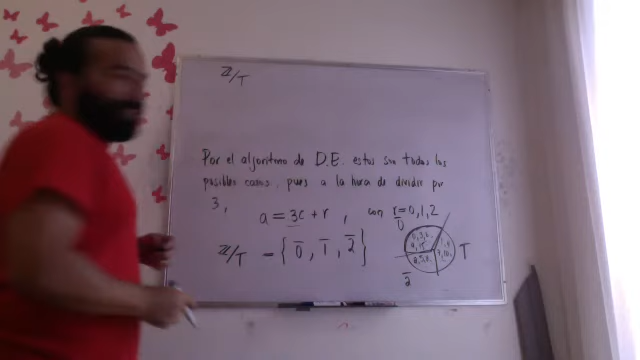 ℤ/T
Por el algoritmo de D.E. estos son todos los
posibles casos, pues a la hora de dividir por
3, a = 3c + r , con r = 0, 1, 2
ℤ/T = { 0̅ , 1̅ , 2̅ }
0̅
T
2̅